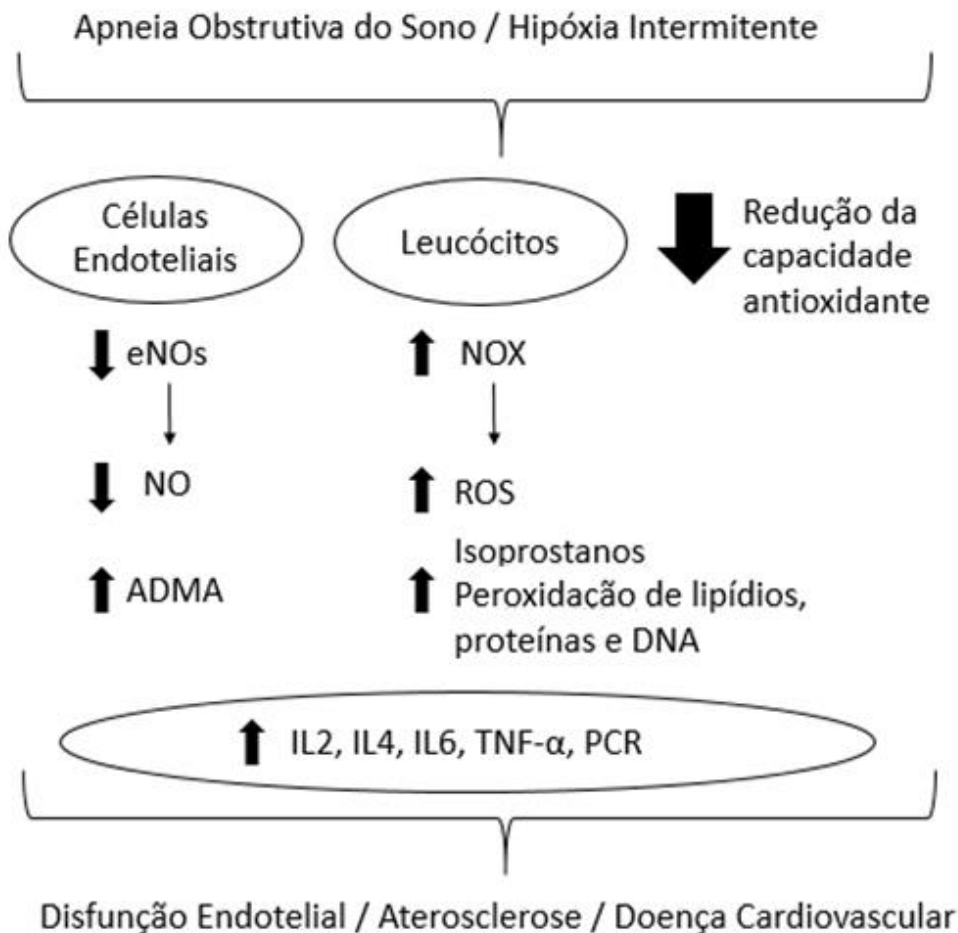 Apneia Obstrutiva do Sono / Hipóxia Intermitente
Células
Endoteliais
Leucócitos
Redução da
capacidade
antioxidante
eNOs
NO
ADMA
NOX
ROS
Isoprostanos
Peroxidação de lipídios,
proteínas e DNA
IL2, IL4, IL6, TNF-α, PCR
Disfunção Endotelial / Aterosclerose / Doença Cardiovascular